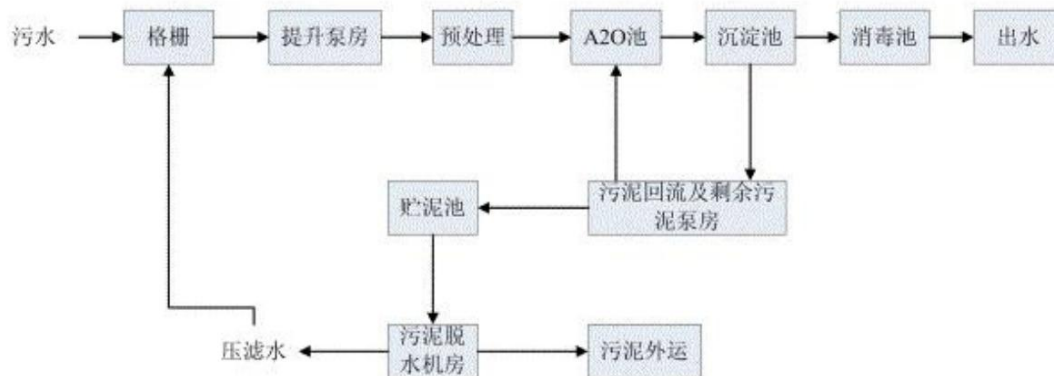 污水
格栅
提升泵房
预处理
A2O池
沉淀池
消毒池
出水
贮泥池
污泥回流及剩余污
泥泵房
压滤水
污泥脱
水机房
污泥外运